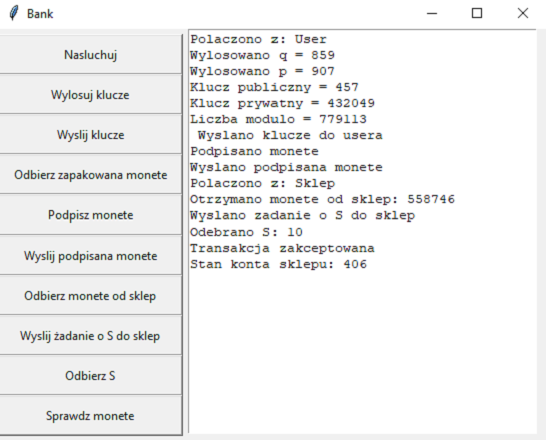 Bank
Nasluchuj
Wylosuj klucze
Wyslij klucze
Odbierz zapakowana monete
Podpisz monete
Wyslij podpisana monete
Odbierz monete od sklep
Wyslij żadanie o S do sklep
Odbierz S
Sprawdz monete
Polaczono z: User
Wylosowano q = 859
Wylosowano p = 907
Klucz publiczny = 457
Klucz prywatny = 432049
Liczba modulo = 779113
Wyslano klucze do usera
Podpisano monete
Wyslano podpisana monete
Polaczono z: Sklep
Otrzymano monete od sklep: 558746
Wyslano zadanie o S do sklep
Odebrano S: 10
Transakcja zakceptowana
Stan konta sklepu: 406